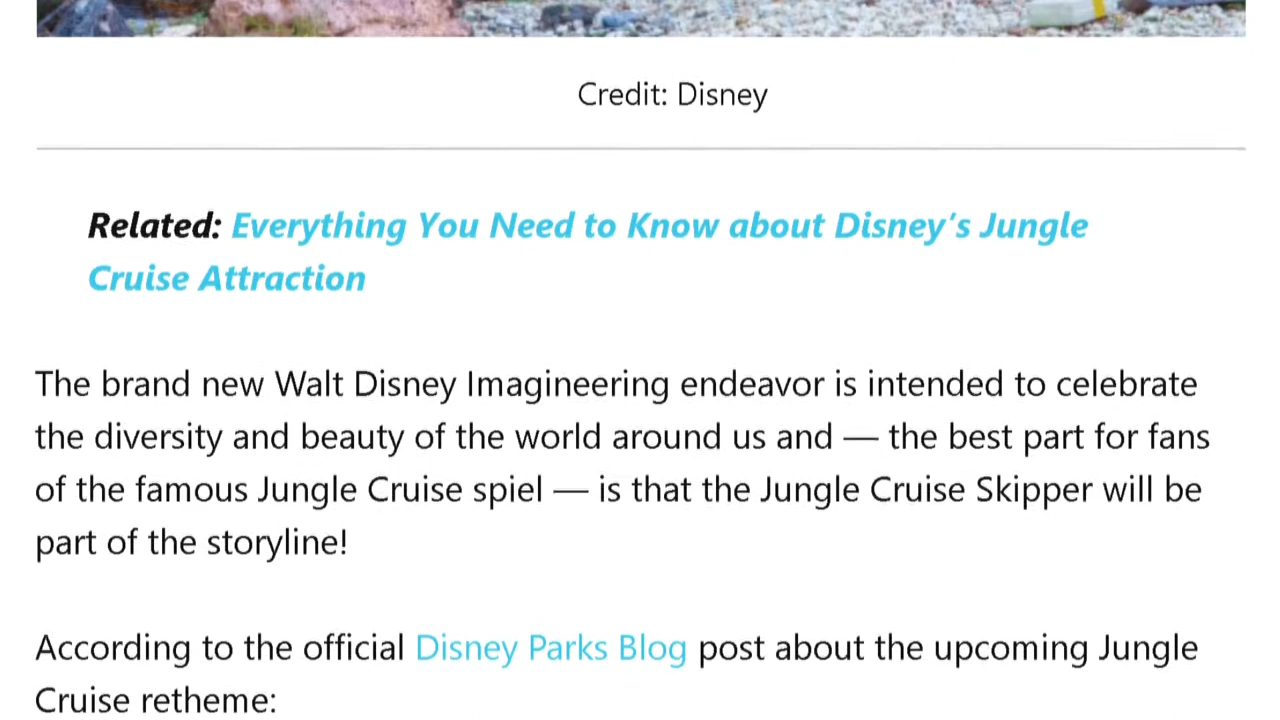 Credit: Disney
Related: Everything You Need to Know about Disney’s Jungle
Cruise Attraction
The brand new Walt Disney Imagineering endeavor is intended to celebrate
the diversity and beauty of the world around us and — the best part for fans
of the famous Jungle Cruise spiel — is that the Jungle Cruise Skipper will be
part of the storyline!
According to the official Disney Parks Blog post about the upcoming Jungle
Cruise retheme: